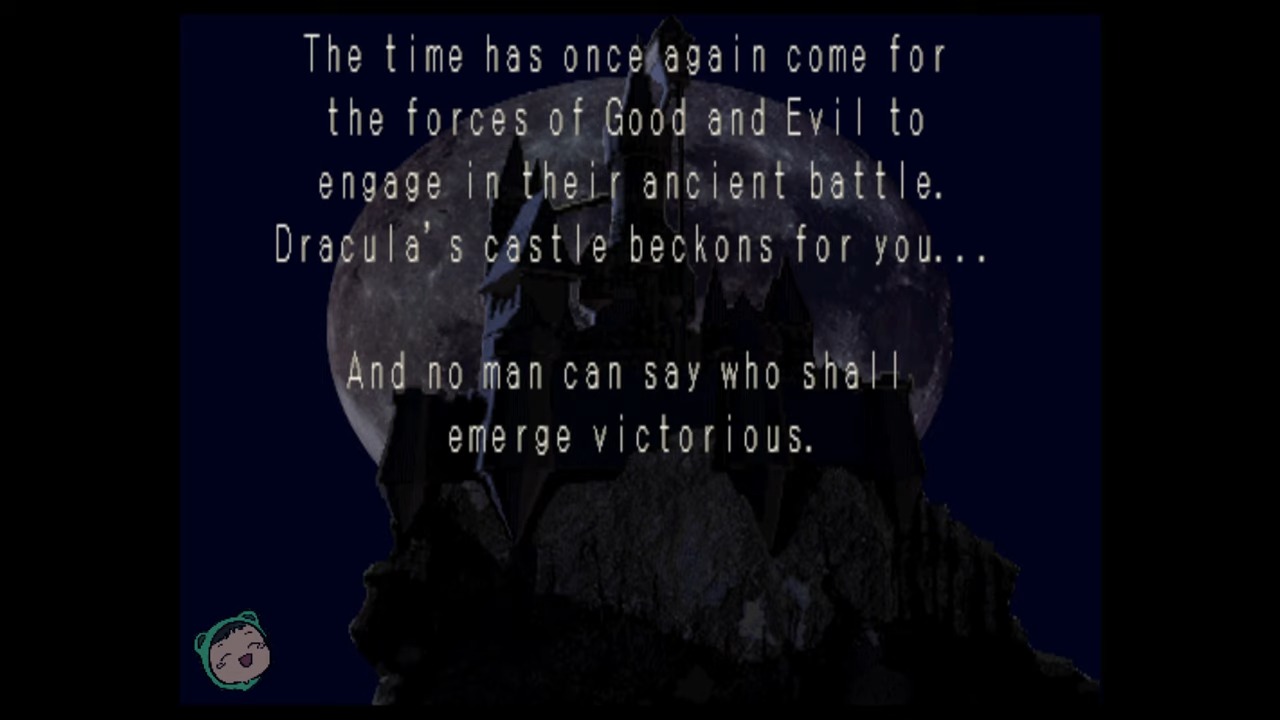 The time has once again come for
the forces of Good and Evil to
engage in their ancient battle.
Dracula's castle beckons for you...
And no man can say who shall
emerge victorious.